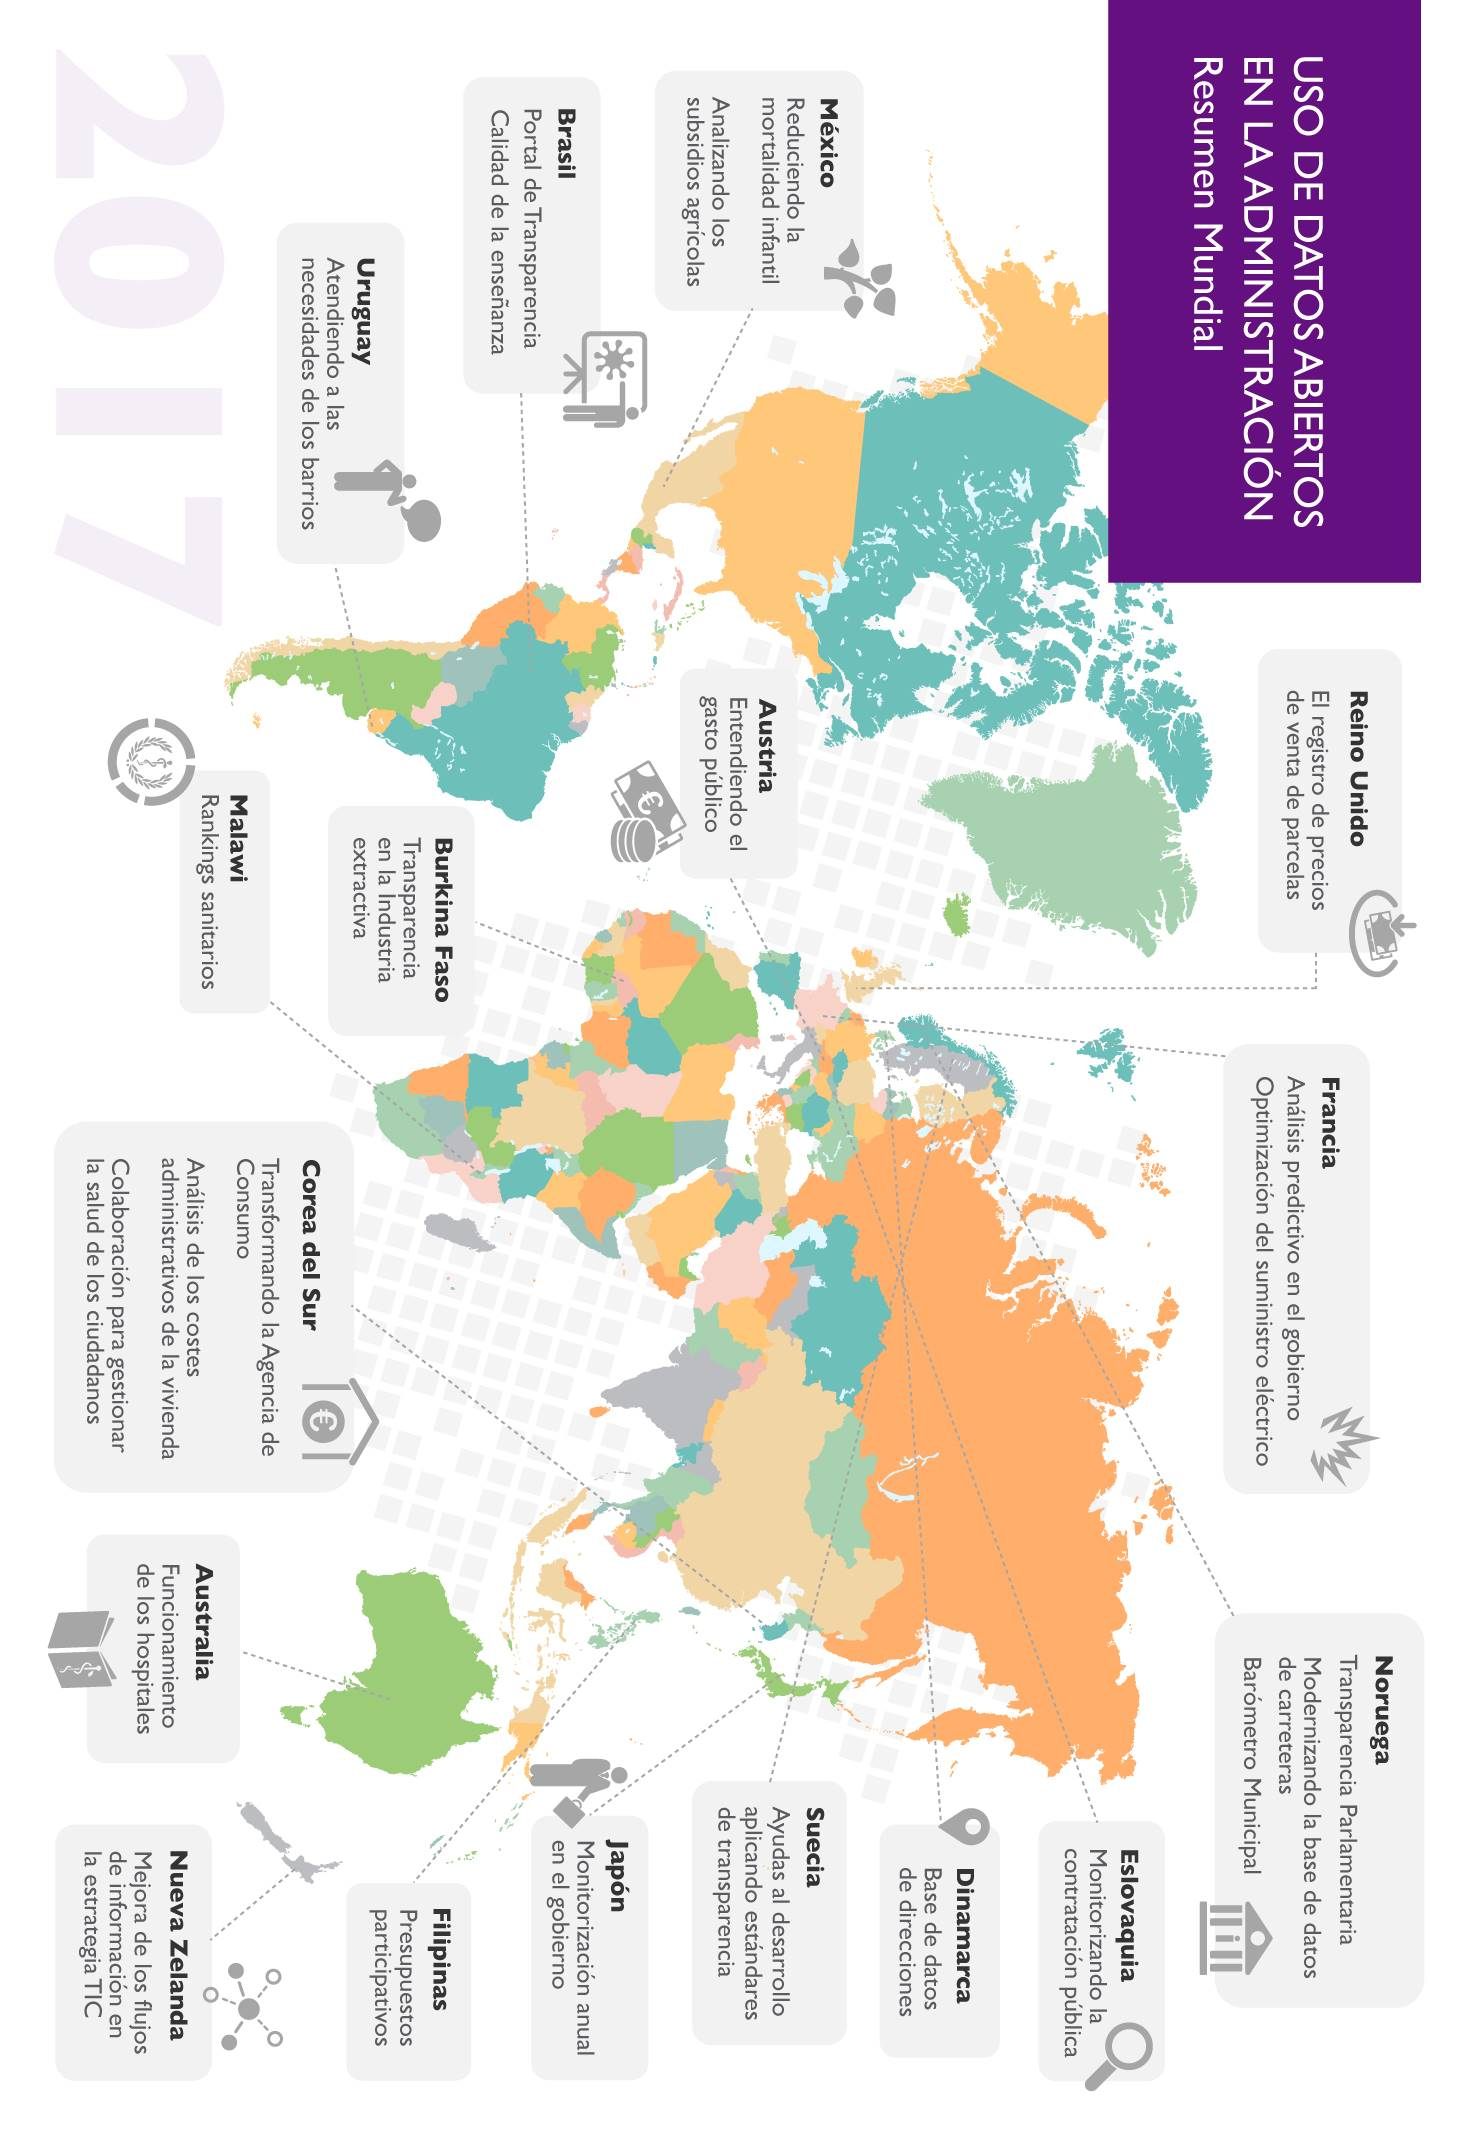 USO DE DATOS ABIERTOS
EN LA ADMINISTRACIÓN
Resumen Mundial
México
Reduciendo la
mortalidad infantil
Analizando los
subsidios agrícolas
Brasil
Portal de Transparencia
Calidad de la enseñanza
Uruguay
Atendiendo a las
necesidades de los barrios
2017
Reino Unido
El registro de precios
de venta de parcelas
Austria
Entendiendo el
gasto público
Burkina Faso
Transparencia
en la Industria
extractiva
Malawi
Rankings sanitarios
Francia
Análisis predictivo en el gobierno
Optimización del suministro eléctrico
Corea del Sur
Transformando la Agencia de
Consumo
Análisis de los costes
administrativos de la vivienda
Colaboración para gestionar
la salud de los ciudadanos
€
€
Australia
Funcionamiento
de los hospitales
Noruega
Transparencia Parlamentaria
Modernizando la base de datos
de carreteras
Barómetro Municipal
i
Eslovaquia
Monitorizando la
contratación pública
Dinamarca
Base de datos
de direcciones
Suecia
Ayudas al desarrollo
aplicando estándares
de transparencia
Japón
Monitorización anual
en el gobierno
Filipinas
Presupuestos
participativos
Nueva Zelanda
Mejora de los flujos
de información en
la estrategia TIC